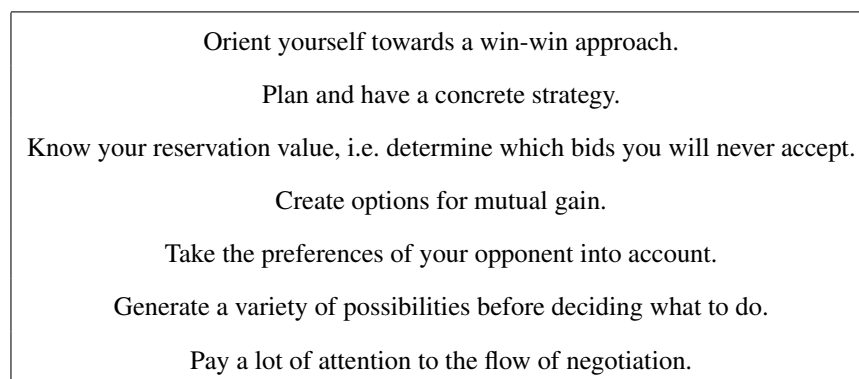 Orient yourself towards a win-win approach.
Plan and have a concrete strategy.
Know your reservation value, i.e. determine which bids you will never accept.
Create options for mutual gain.
Take the preferences of your opponent into account.
Generate a variety of possibilities before deciding what to do.
Pay a lot of attention to the flow of negotiation.